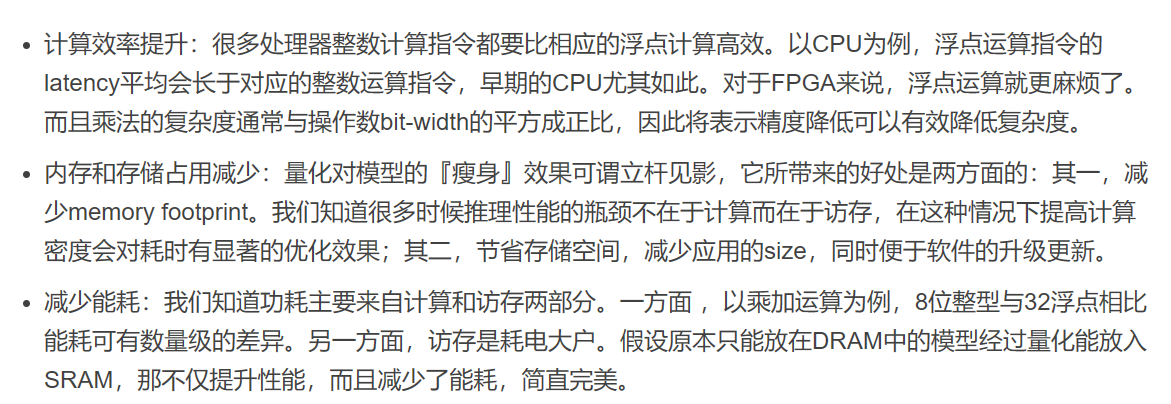 • 计算效率提升：很多处理器整数计算指令都要比相应的浮点计算高效。以CPU为例，浮点运算指令的
latency平均会长于对应的整数运算指令，早期的CPU尤其如此。对于FPGA来说，浮点运算就更麻烦了。
而且乘法的复杂度通常与操作数bit-width的平方成正比，因此将表示精度降低可以有效降低复杂度。
• 内存和存储占用减少：量化对模型的『瘦身』效果可谓立杆见影，它所带来的好处是两方面的：其一，减
少memory footprint。我们知道很多时候推理性能的瓶颈不在于计算而在于访存，在这种情况下提高计算
密度会对耗时有显著的优化效果；其二，节省存储空间，减少应用的size，同时便于软件的升级更新。
• 减少能耗：我们知道功耗主要来自计算和访存两部分。一方面 ，以乘加运算为例，8位整型与32浮点相比
能耗可有数量级的差异。另一方面，访存是耗电大户。假设原本只能放在DRAM中的模型经过量化能放入
SRAM，那不仅提升性能，而且减少了能耗，简直完美。